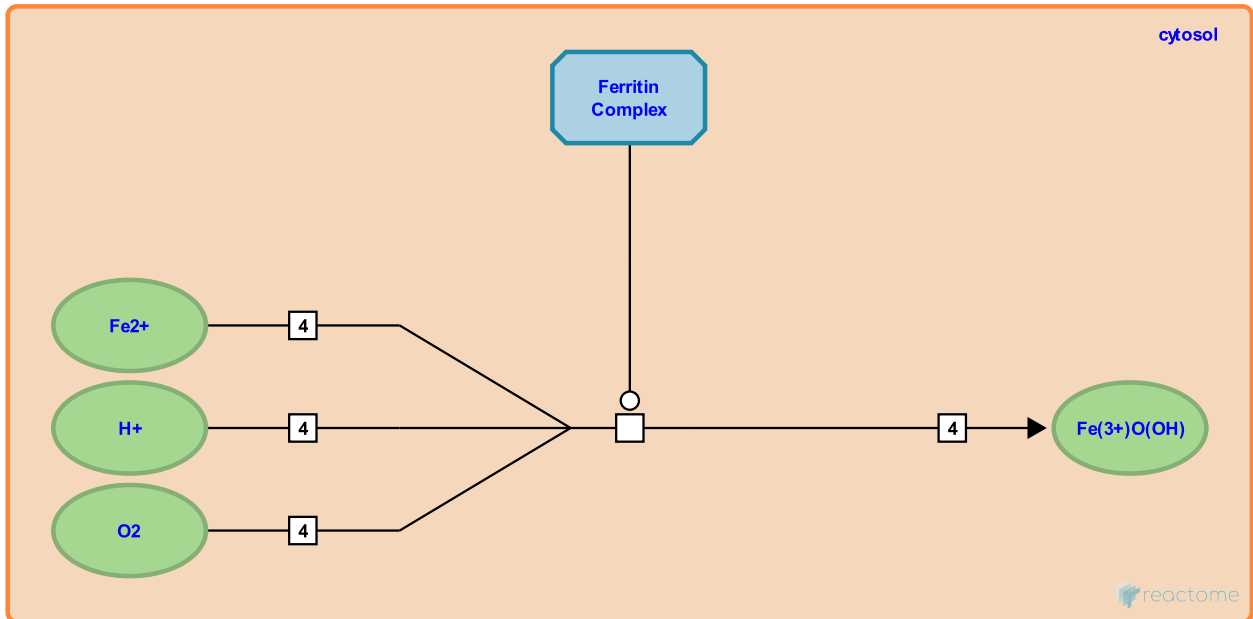 cytosol
Ferritin
Complex
Fe2+
4
H+
4
4
Fe(3+)O(OH)
O2
4
reactome